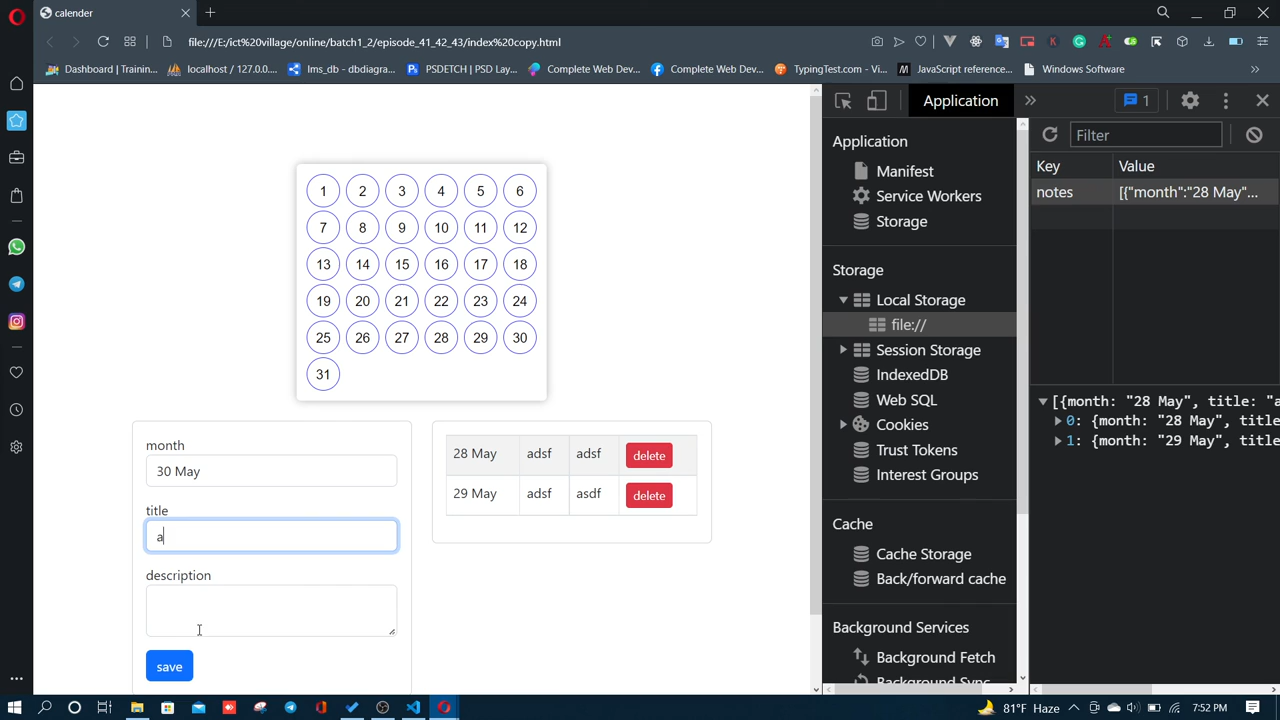 calender
file:///E:/ict%20village/online/batch1_2/episode_41_42_43/index%20copy.html
Dashboard | Trainin... localhost / 127.0.0.... lms_db - dbdiagra... PSDETCH | PSD Lay... Complete Web Dev... Complete Web Dev... TypingTest.com - Vi... JavaScript reference... Windows Software
Application 1
Application
Manifest
Service Workers
Storage
Storage
Local Storage
file://
Session Storage
IndexedDB
Web SQL
Cookies
Trust Tokens
Interest Groups
Cache
Cache Storage
Back/forward cache
Background Services
Background Fetch
Background Sync
Filter
Key Value
notes [{"month":"28 May"...
[{month: "28 May", title: "a
0: {month: "28 May", title
1: {month: "29 May", title
1 2 3 4 5 6
7 8 9 10 11 12
13 14 15 16 17 18
19 20 21 22 23 24
25 26 27 28 29 30
31
month
30 May
title
a
description
save
28 May adsf adsf delete
29 May adsf asdf delete
81°F Haze 7:52 PM